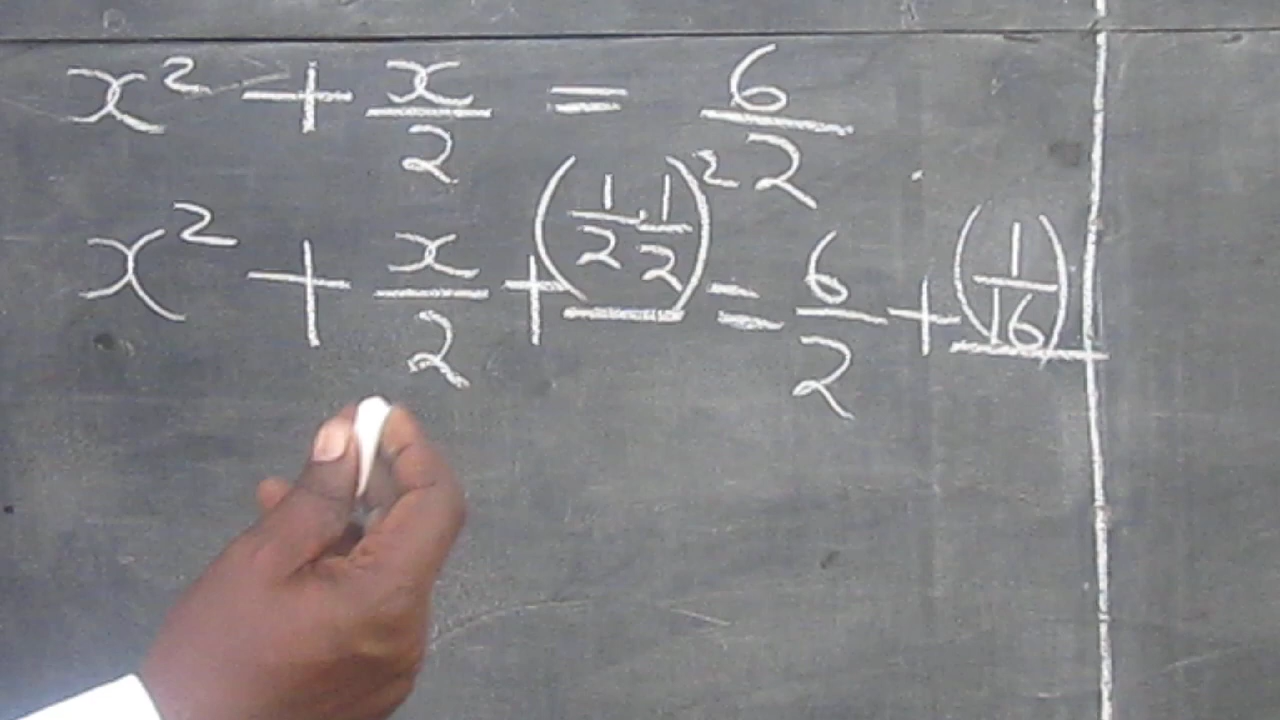 x² + x/2 = 6/2
x² + x/2 + (1/2 · 1/2)² = 6/2 + (1/16)